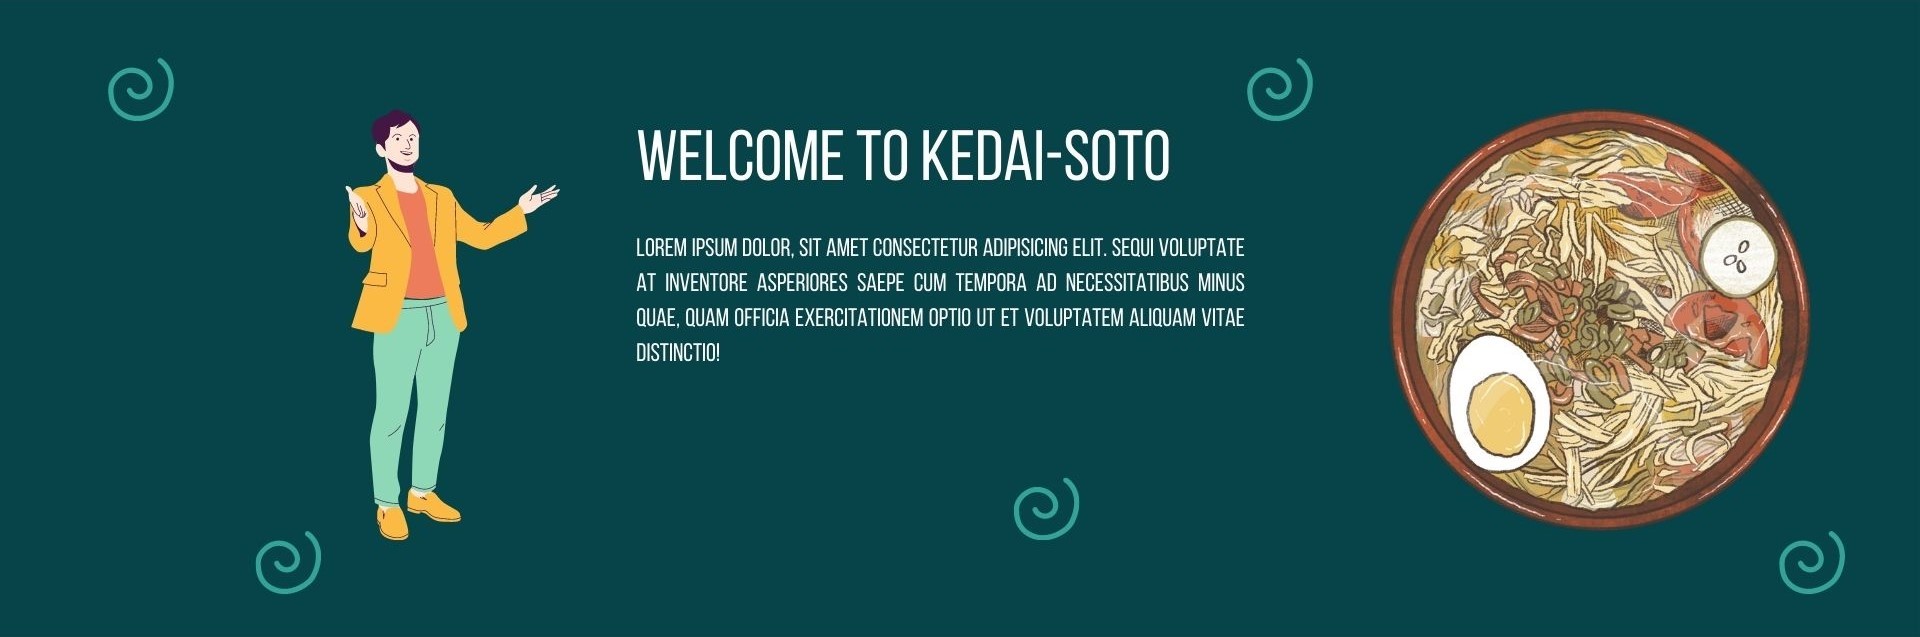 WELCOME TO KEDAI-SOTO
LOREM IPSUM DOLOR, SIT AMET CONSECTETUR ADIPISICING ELIT. SEQUI VOLUPTATE
AT INVENTORE ASPERIORES SAEPE CUM TEMPORA AD NECESSITATIBUS MINUS
QUAE, QUAM OFFICIA EXERCITATIONEM OPTIO UT ET VOLUPTATEM ALIQUAM VITAE
DISTINCTIO!